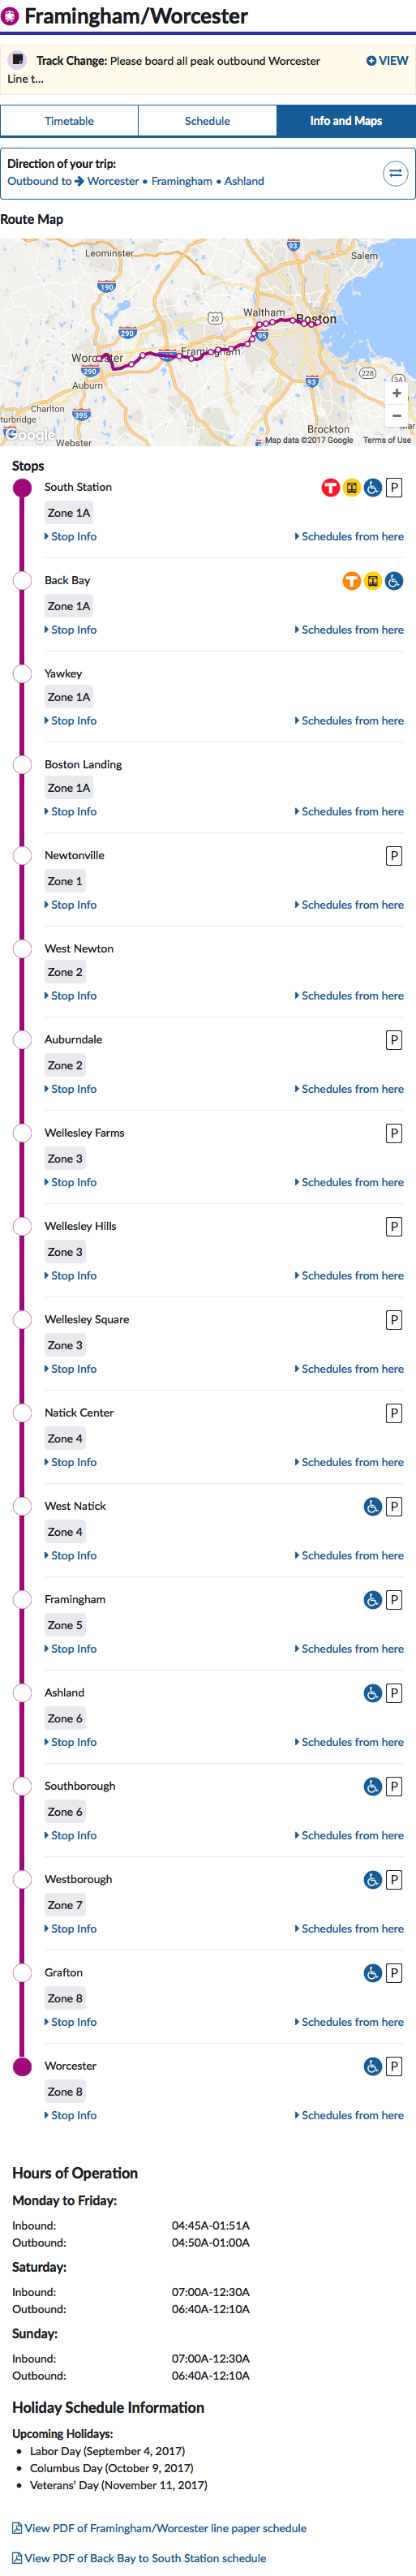 Framingham/Worcester
Track Change: Please board all peak outbound Worcester
Line t...
VIEW
Timetable
Schedule
Info and Maps
Direction of your trip:
Outbound to → Worcester • Framingham • Ashland
Route Map
93
Leominster
Salem
190
Waltham
20
Boston
290
95
Worcester
Framingham
290
Auburn
93
228
3A
Charlton
395
Brockton
turbridge
Google
Webster
Map data ©2017 Google
Terms of Use
+
−
Stops
South Station
T
P
Zone 1A
Stop Info
Schedules from here
Back Bay
T
Zone 1A
Stop Info
Schedules from here
Yawkey
Zone 1A
Stop Info
Schedules from here
Boston Landing
Zone 1A
Stop Info
Schedules from here
Newtonville
P
Zone 1
Stop Info
Schedules from here
West Newton
Zone 2
Stop Info
Schedules from here
Auburndale
P
Zone 2
Stop Info
Schedules from here
Wellesley Farms
P
Zone 3
Stop Info
Schedules from here
Wellesley Hills
P
Zone 3
Stop Info
Schedules from here
Wellesley Square
P
Zone 3
Stop Info
Schedules from here
Natick Center
P
Zone 4
Stop Info
Schedules from here
West Natick
P
Zone 4
Stop Info
Schedules from here
Framingham
P
Zone 5
Stop Info
Schedules from here
Ashland
P
Zone 6
Stop Info
Schedules from here
Southborough
P
Zone 6
Stop Info
Schedules from here
Westborough
P
Zone 7
Stop Info
Schedules from here
Grafton
P
Zone 8
Stop Info
Schedules from here
Worcester
P
Zone 8
Stop Info
Schedules from here
Hours of Operation
Monday to Friday:
Inbound: 04:45A-01:51A
Outbound: 04:50A-01:00A
Saturday:
Inbound: 07:00A-12:30A
Outbound: 06:40A-12:10A
Sunday:
Inbound: 07:00A-12:30A
Outbound: 06:40A-12:10A
Holiday Schedule Information
Upcoming Holidays:
• Labor Day (September 4, 2017)
• Columbus Day (October 9, 2017)
• Veterans' Day (November 11, 2017)
View PDF of Framingham/Worcester line paper schedule
View PDF of Back Bay to South Station schedule